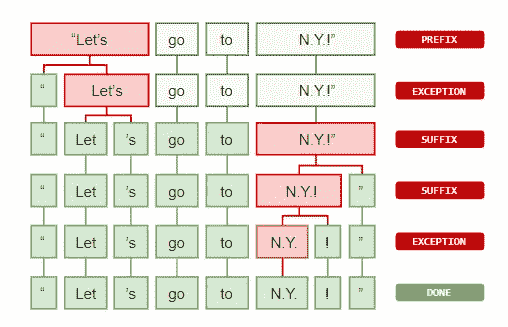 “Let’s go to N.Y.!” PREFIX
“ Let’s go to N.Y.!” EXCEPTION
“ Let ’s go to N.Y.!” SUFFIX
“ Let ’s go to N.Y.! ” SUFFIX
“ Let ’s go to N.Y. ! ” EXCEPTION
“ Let ’s go to N.Y. ! ” DONE